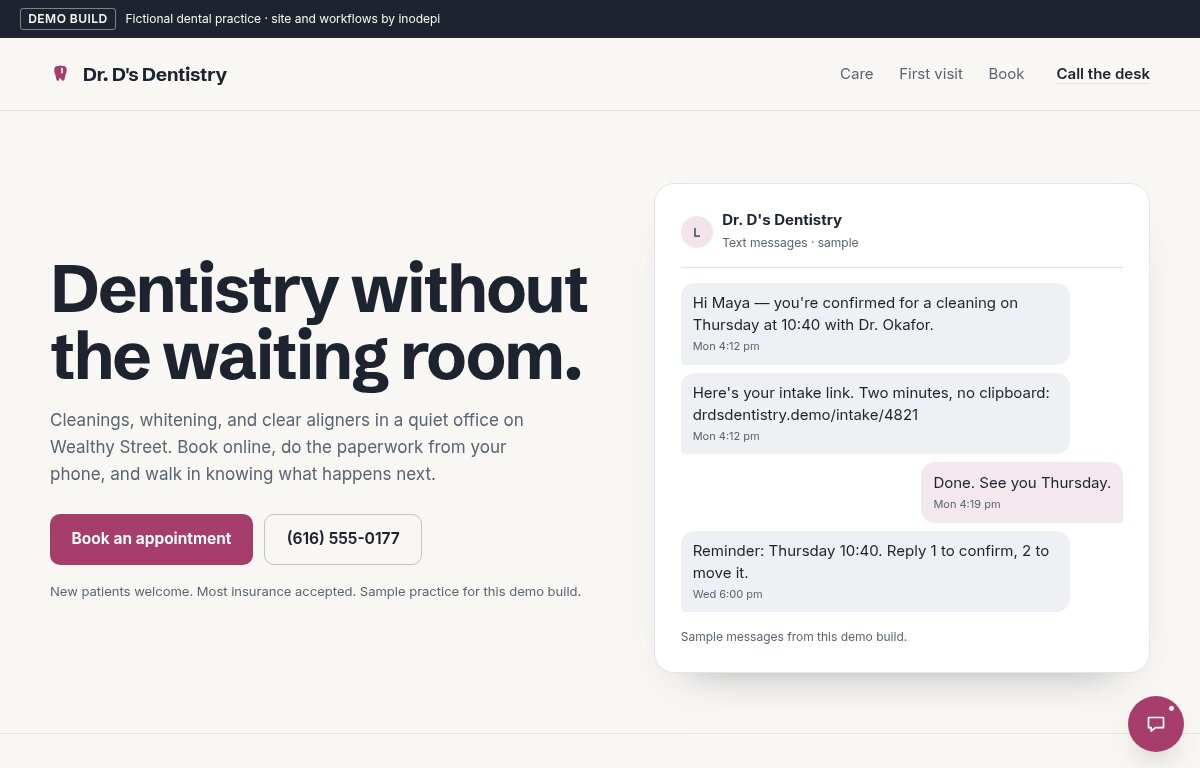 DEMO BUILD Fictional dental practice · site and workflows by inodepi
Dr. D's Dentistry
Care First visit Book Call the desk
Dentistry without
the waiting room.
Cleanings, whitening, and clear aligners in a quiet office on
Wealthy Street. Book online, do the paperwork from your
phone, and walk in knowing what happens next.
Book an appointment
(616) 555-0177
New patients welcome. Most insurance accepted. Sample practice for this demo build.
L
Dr. D's Dentistry
Text messages · sample
Hi Maya — you're confirmed for a cleaning on
Thursday at 10:40 with Dr. Okafor.
Mon 4:12 pm
Here's your intake link. Two minutes, no clipboard:
drdsdentistry.demo/intake/4821
Mon 4:12 pm
Done. See you Thursday.
Mon 4:19 pm
Reminder: Thursday 10:40. Reply 1 to confirm, 2 to
move it.
Wed 6:00 pm
Sample messages from this demo build.